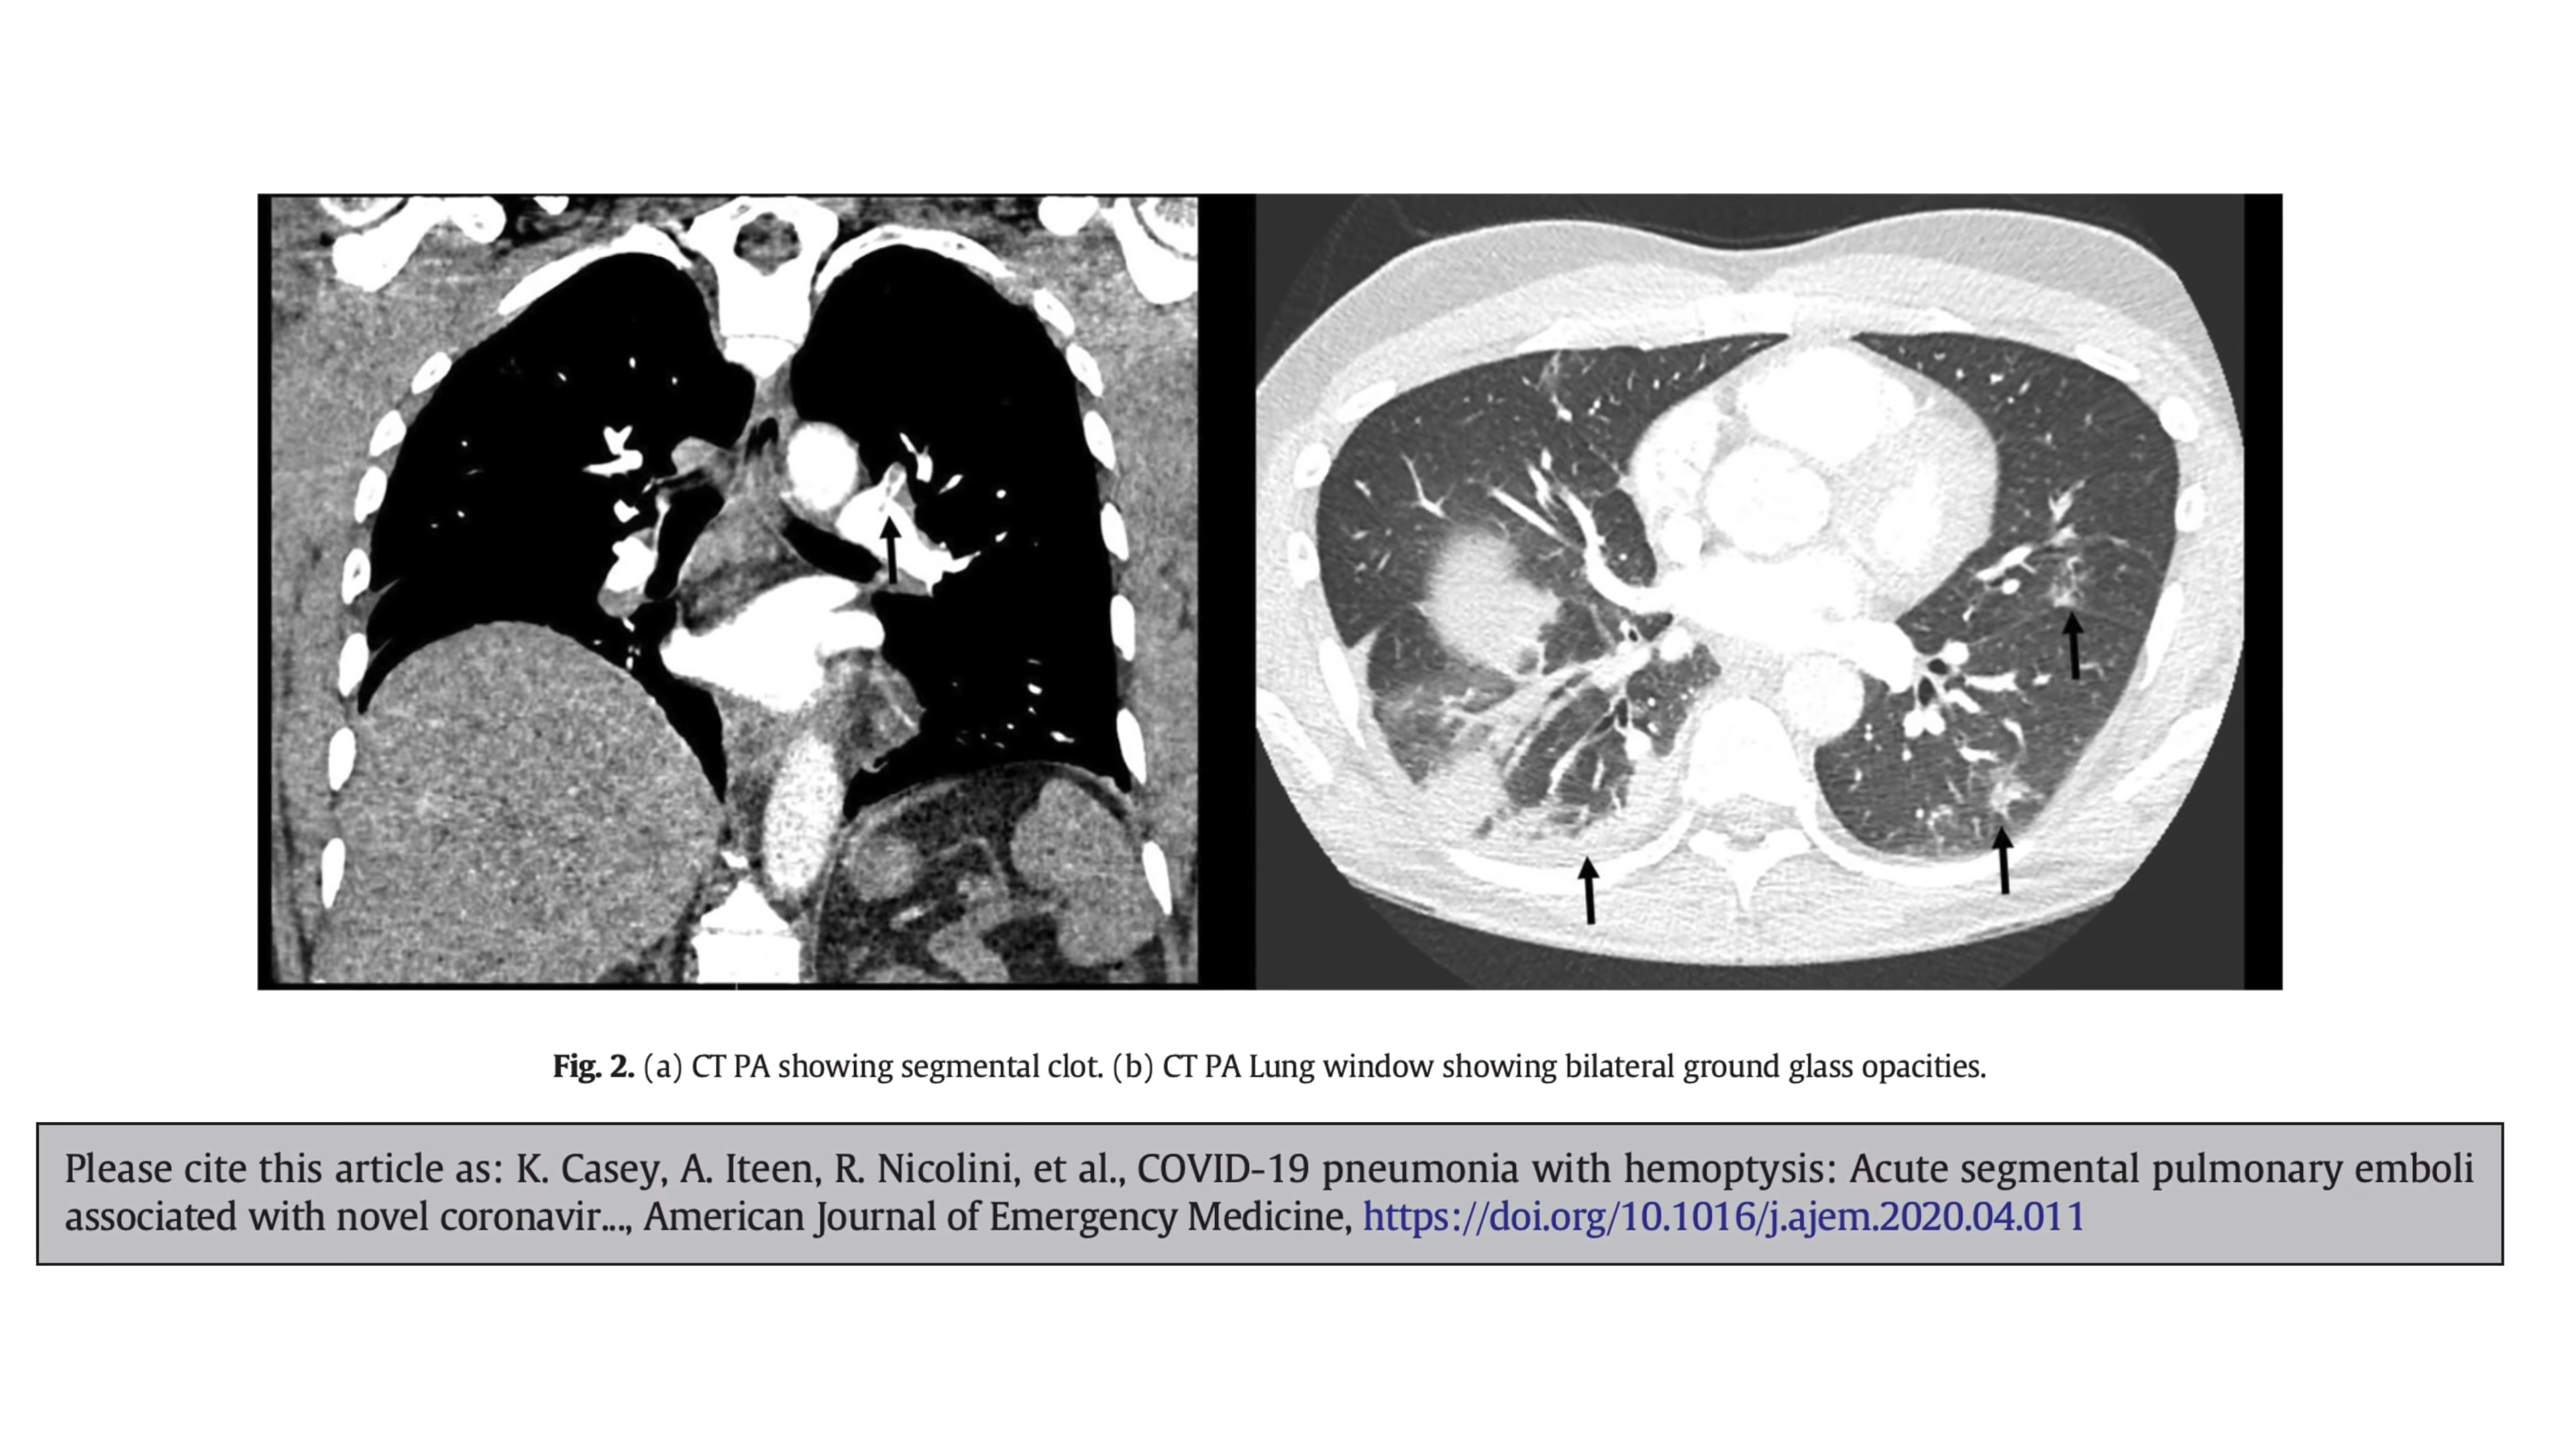 Fig. 2. (a) CT PA showing segmental clot. (b) CT PA Lung window showing bilateral ground glass opacities.
Please cite this article as: K. Casey, A. Iteen, R. Nicolini, et al., COVID-19 pneumonia with hemoptysis: Acute segmental pulmonary emboli
associated with novel coronavir..., American Journal of Emergency Medicine, https://doi.org/10.1016/j.ajem.2020.04.011